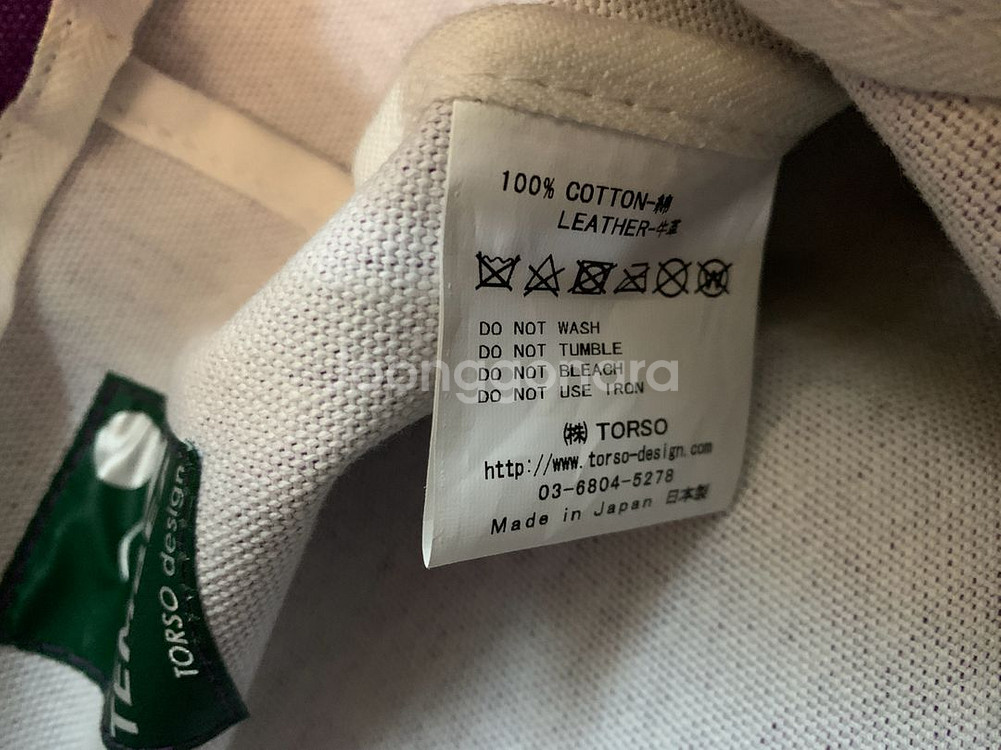 100% COTTON-綿
LEATHER-牛革
DO NOT WASH
DO NOT TUMBLE
DO NOT BLEACH
DO NOT USE IRON
㈱ TORSO
http://www.torso-design.com
03-6804-5278
Made in Japan 日本製
TORSO design
joonggonara